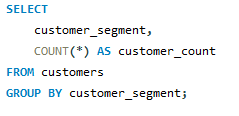 SELECT
    customer_segment,
    COUNT(*) AS customer_count
FROM customers
GROUP BY customer_segment;